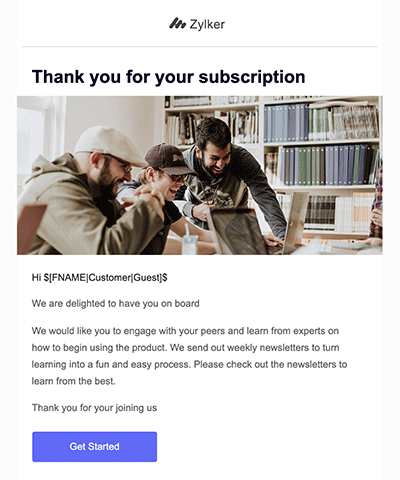 Zylker
Thank you for your subscription
Hi $[FNAME|Customer|Guest]$
We are delighted to have you on board
We would like you to engage with your peers and learn from experts on
how to begin using the product. We send out weekly newsletters to turn
learning into a fun and easy process. Please check out the newsletters to
learn from the best.
Thank you for your joining us
Get Started